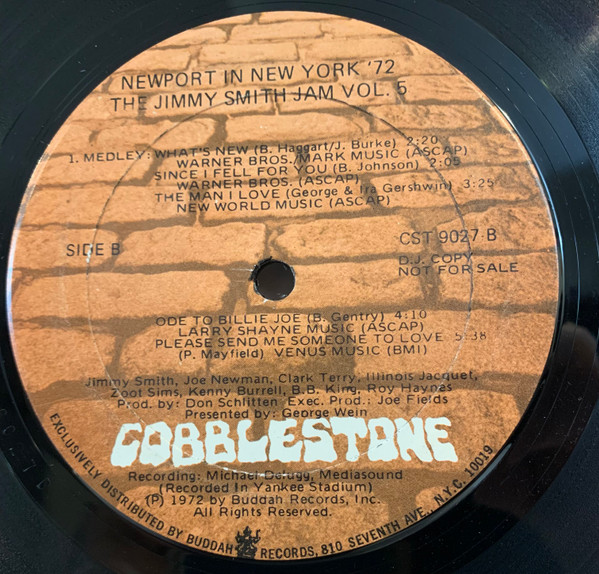 NEWPORT IN NEW YORK '72
THE JIMMY SMITH JAM VOL. 5
1. MEDLEY: WHAT'S NEW (B. Haggart/J. Burke) 2:20
WARNER BROS./MARK MUSIC (ASCAP)
SINCE I FELL FOR YOU (B. Johnson) 2:05
WARNER BROS. (ASCAP)
THE MAN I LOVE (George & Ira Gershwin) 3:25
NEW WORLD MUSIC (ASCAP)
SIDE B
CST 9027 B
D.J. COPY
NOT FOR SALE
ODE TO BILLIE JOE (B. Gentry) 4:10
LARRY SHAYNE MUSIC (ASCAP)
PLEASE SEND ME SOMEONE TO LOVE 5:38
(P. Mayfield) VENUS MUSIC (BMI)
Jimmy Smith, Joe Newman, Clark Terry, Illinois Jacquet,
Zoot Sims, Kenny Burrell, B.B. King, Roy Haynes
Prod. by: Don Schlitten Exec. Prod.: Joe Fields
Presented by: George Wein
COBBLESTONE
Recording: Michael Delugg, Mediasound
(Recorded In Yankee Stadium)
(P) 1972 by Buddah Records, Inc.
All Rights Reserved.
EXCLUSIVELY DISTRIBUTED BY BUDDAH RECORDS, 810 SEVENTH AVE., N.Y.C. 10019